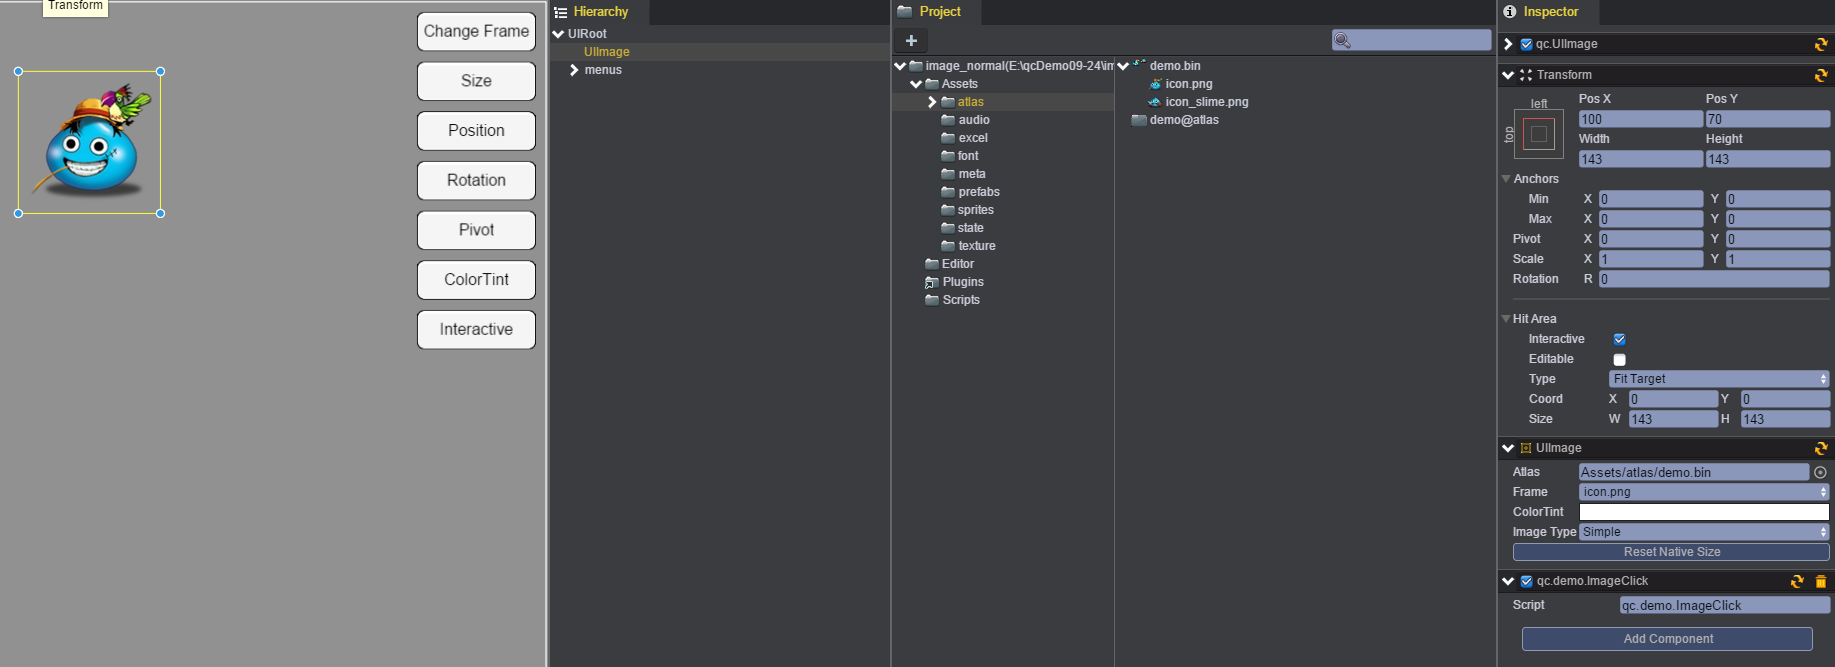 Transform
Change Frame
Size
Position
Rotation
Pivot
ColorTint
Interactive
Hierarchy
UIRoot
UIImage
menus
Project
+
image_normal(E:\qcDemo09-24\im
Assets
atlas
audio
excel
font
meta
prefabs
sprites
state
texture
Editor
Plugins
Scripts
demo.bin
icon.png
icon_slime.png
demo@atlas
Inspector
qc.UIImage
Transform
left
top
Pos X Pos Y
100 70
Width Height
143 143
Anchors
Min X 0 Y 0
Max X 0 Y 0
Pivot X 0 Y 0
Scale X 1 Y 1
Rotation R 0
Hit Area
Interactive
Editable
Type Fit Target
Coord X 0 Y 0
Size W 143 H 143
UIImage
Atlas Assets/atlas/demo.bin
Frame icon.png
ColorTint
Image Type Simple
Reset Native Size
qc.demo.ImageClick
Script qc.demo.ImageClick
Add Component